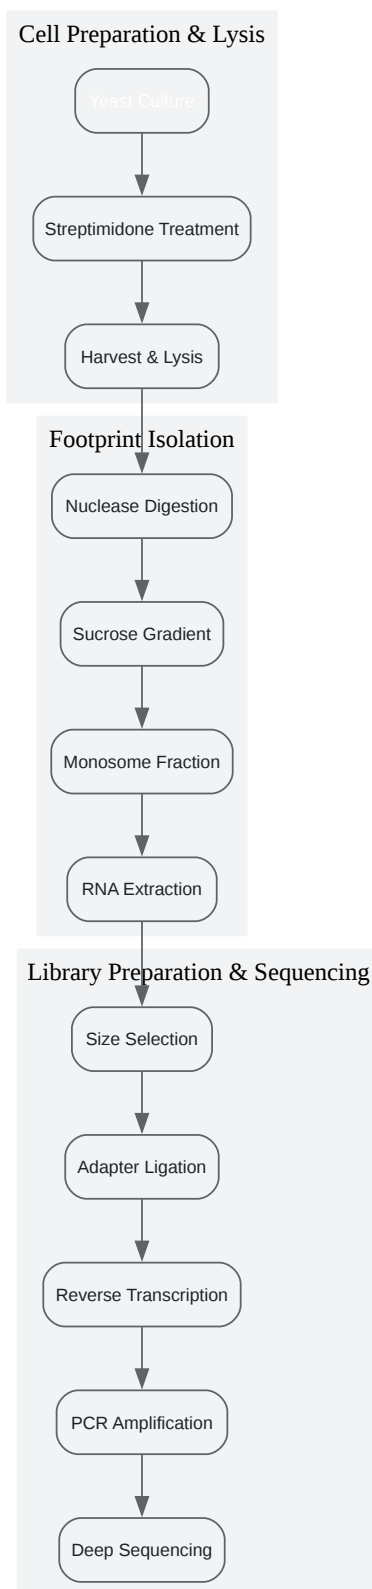 Cell Preparation & Lysis
Yeast Culture
Streptimidone Treatment
Harvest & Lysis
Footprint Isolation
Nuclease Digestion
Sucrose Gradient
Monosome Fraction
RNA Extraction
Library Preparation & Sequencing
Size Selection
Adapter Ligation
Reverse Transcription
PCR Amplification
Deep Sequencing